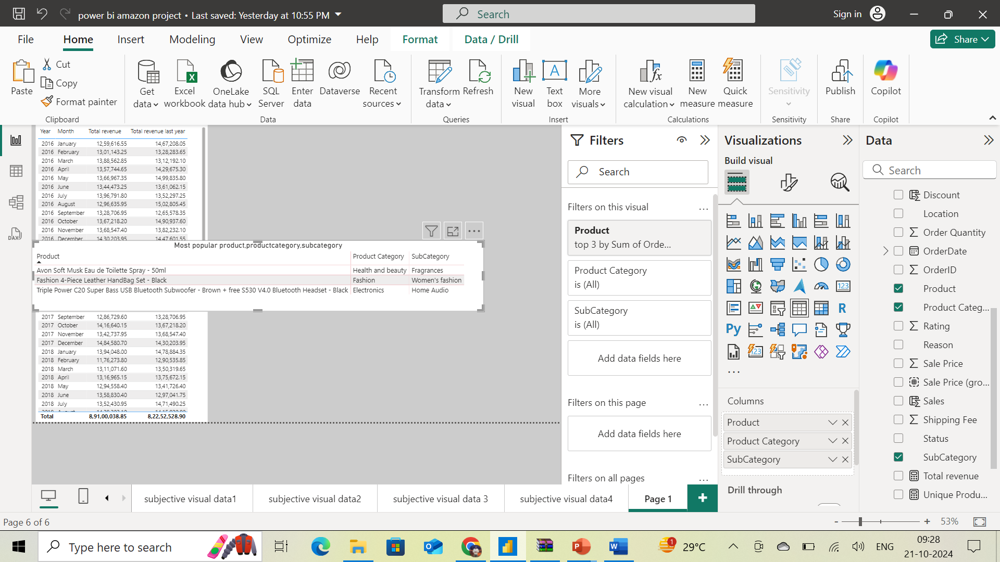 power bi amazon project • Last saved: Yesterday at 10:55 PM
Search
Sign in
File Home Insert Modeling View Optimize Help Format Data / Drill
Share
Paste
Cut
Copy
Format painter
Clipboard
Get data
Excel workbook
OneLake data hub
SQL Server
Enter data
Dataverse
Recent sources
Data
Transform data
Refresh
Queries
New visual
Text box
More visuals
Insert
New visual calculation
New measure
Quick measure
Calculations
Sensitivity
Sensitivity
Publish
Share
Copilot
Copilot
DAX
Year Month Total revenue Total revenue last year
2016 January 12,59,616.55 14,67,208.05
2016 February 13,01,143.25 13,28,283.65
2016 March 13,88,562.85 13,12,192.10
2016 April 13,57,744.65 14,29,675.30
2016 May 13,66,967.35 14,99,835.80
2016 June 13,44,473.25 13,61,062.15
2016 July 13,96,791.80 13,52,297.25
2016 August 12,96,635.95 15,02,805.45
2016 September 13,28,706.95 12,65,578.35
2016 October 13,67,218.20 14,90,937.60
2016 November 13,68,547.40 13,82,232.10
2016 December 14,30,203.95 14,47,601.55
Most popular product,productcategory,subcategory
Product Product Category SubCategory
Avon Soft Musk Eau de Toilette Spray - 50ml Health and beauty Fragrances
Fashion 4-Piece Leather HandBag Set - Black Fashion Women's fashion
Triple Power C20 Super Bass USB Bluetooth Subwoofer - Brown + free S530 V4.0 Bluetooth Headset - Black Electronics Home Audio
2017 September 12,86,729.60 13,28,706.95
2017 October 14,16,640.15 13,67,218.20
2017 November 13,42,737.95 13,68,547.40
2017 December 14,84,580.70 14,30,203.95
2018 January 13,94,048.00 14,78,884.35
2018 February 11,76,273.80 12,90,535.85
2018 March 13,11,071.60 13,50,319.65
2018 April 13,16,965.15 13,75,672.15
2018 May 12,94,558.40 13,41,726.40
2018 June 13,58,830.40 12,97,041.75
2018 July 13,52,430.95 14,71,490.25
Total 8,91,00,038.85 8,22,52,528.90
Filters
Search
Filters on this visual ...
Product
top 3 by Sum of Orde...
Product Category
is (All)
SubCategory
is (All)
Add data fields here
Filters on this page ...
Add data fields here
Filters on all pages ...
Visualizations
Build visual
123
R
Py
123
...
Columns
Product
Product Category
SubCategory
Drill through
Data
Search
Discount
Location
Order Quantity
OrderDate
OrderID
Product
Product Categ...
Rating
Reason
Sale Price
Sale Price (gro...
Sales
Shipping Fee
Status
SubCategory
Total revenue
Unique Produ...
subjective visual data1
subjective visual data2
subjective visual data 3
subjective visual data4
Page 1
+
Page 6 of 6
- + 53%
Type here to search
1
29°C
ENG
09:28
21-10-2024